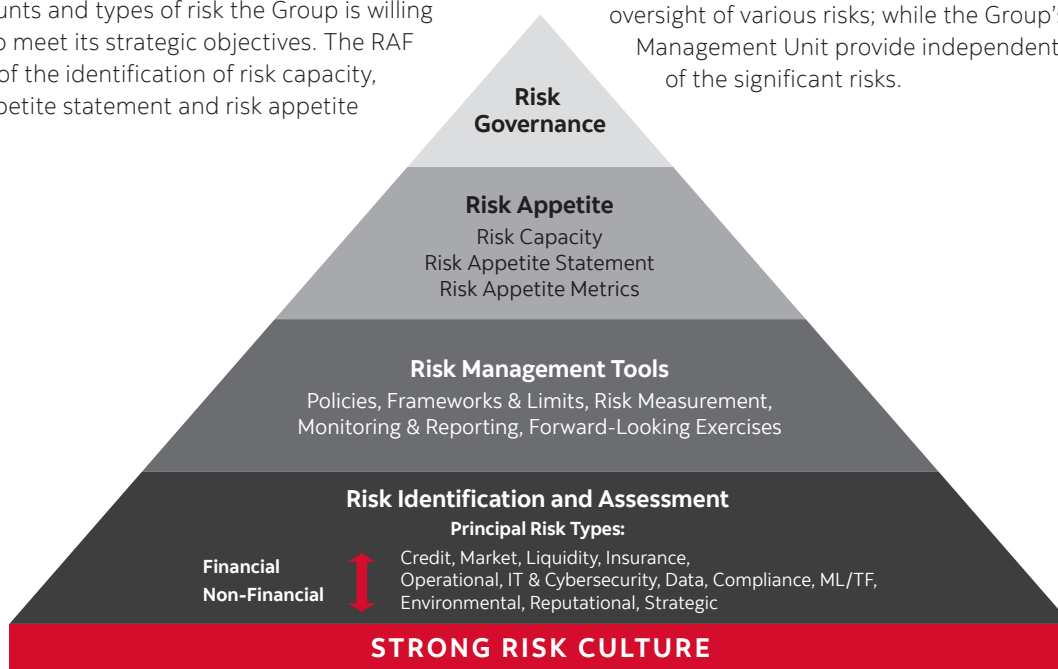 unts and types of risk the Group is willing
o meet its strategic objectives. The RAF
of the identification of risk capacity,
petite statement and risk appetite
oversight of various risks; while the Group's
Management Unit provide independent
of the significant risks.
Risk
Governance
Risk Appetite
Risk Capacity
Risk Appetite Statement
Risk Appetite Metrics
Risk Management Tools
Policies, Frameworks & Limits, Risk Measurement,
Monitoring & Reporting, Forward-Looking Exercises
Risk Identification and Assessment
Principal Risk Types:
Financial
Non-Financial
Credit, Market, Liquidity, Insurance,
Operational, IT & Cybersecurity, Data, Compliance, ML/TF,
Environmental, Reputational, Strategic
STRONG RISK CULTURE